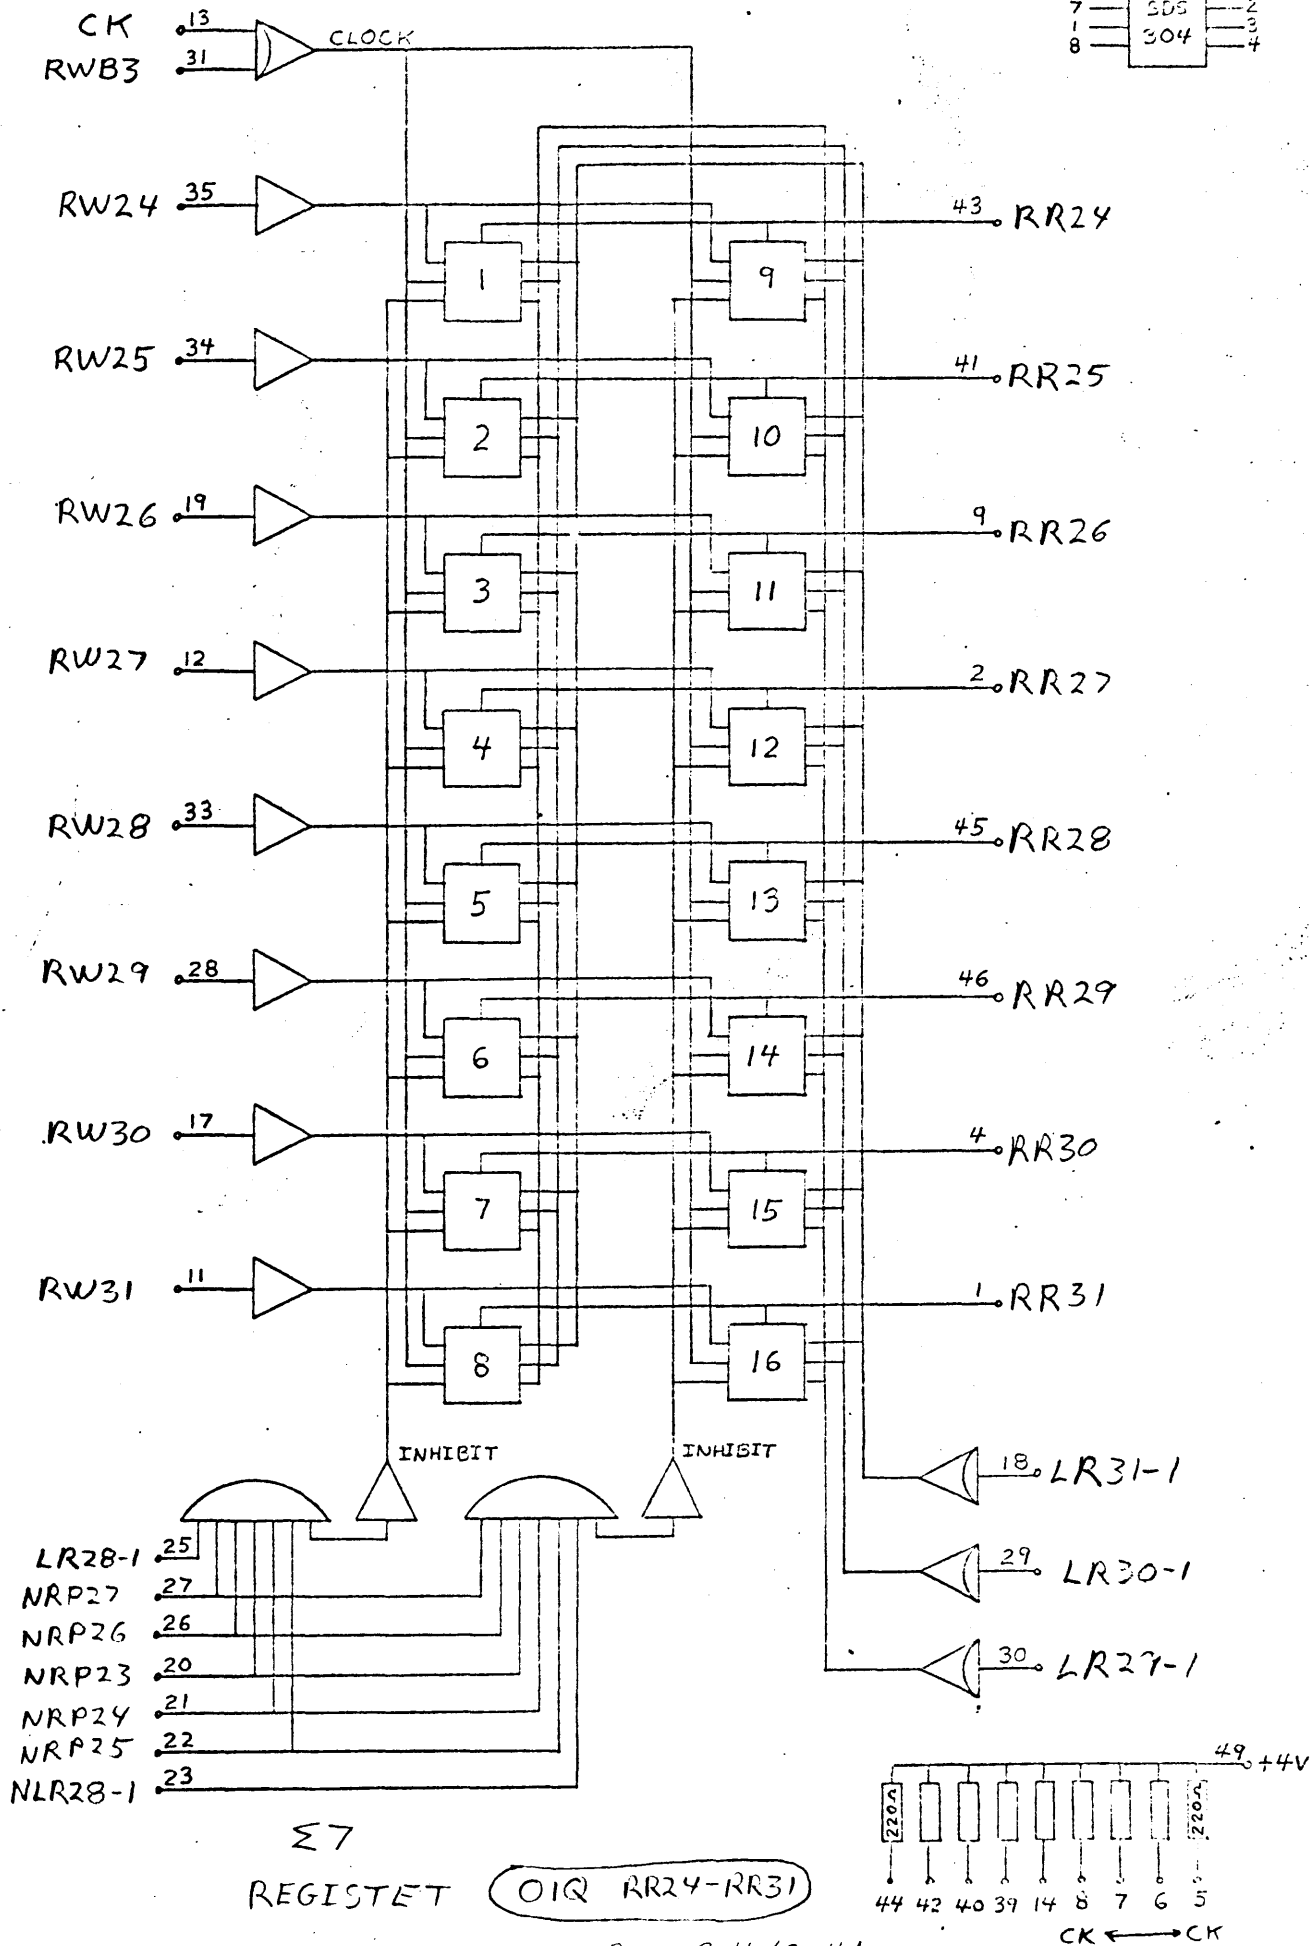 CK 13 CLOCK
RWB3 31
7 SDS 2
1 304 3
8 4
RW24 35 43 RR24
1 9
RW25 34 41 RR25
2 10
RW26 19 9 RR26
3 11
RW27 12 2 RR27
4 12
RW28 33 45 RR28
5 13
RW29 28 46 RR29
6 14
RW30 17 4 RR30
7 15
RW31 11 1 RR31
8 16
INHIBIT INHIBIT
18 LR31-1
29 LR30-1
30 LR29-1
LR28-1 25
NRP27 27
NRP26 26
NRP23 20
NRP24 21
NRP25 22
NLR28-1 23
49 +4V
220Ω 220Ω
44 42 40 39 14 8 7 6 5
CK CK
Σ7
REGISTET 01Q RR24-RR31